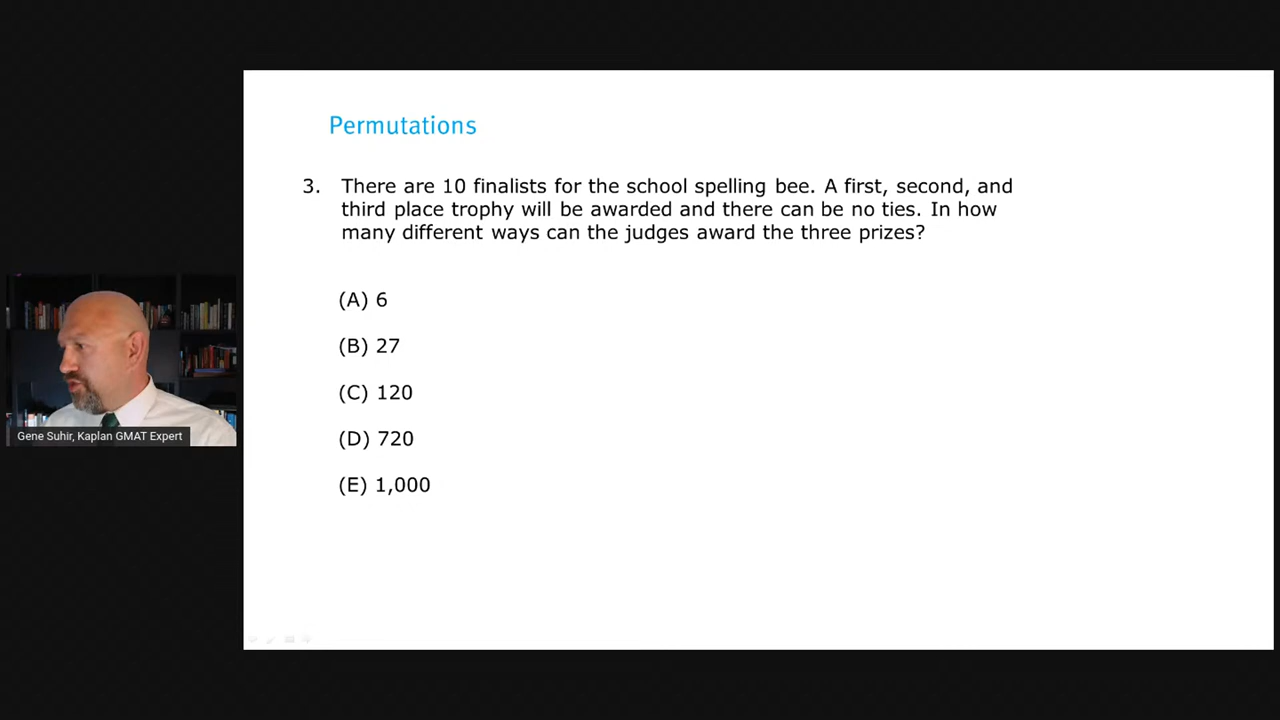 Permutations
3. There are 10 finalists for the school spelling bee. A first, second, and
third place trophy will be awarded and there can be no ties. In how
many different ways can the judges award the three prizes?
(A) 6
(B) 27
(C) 120
(D) 720
(E) 1,000
Gene Suhir, Kaplan GMAT Expert